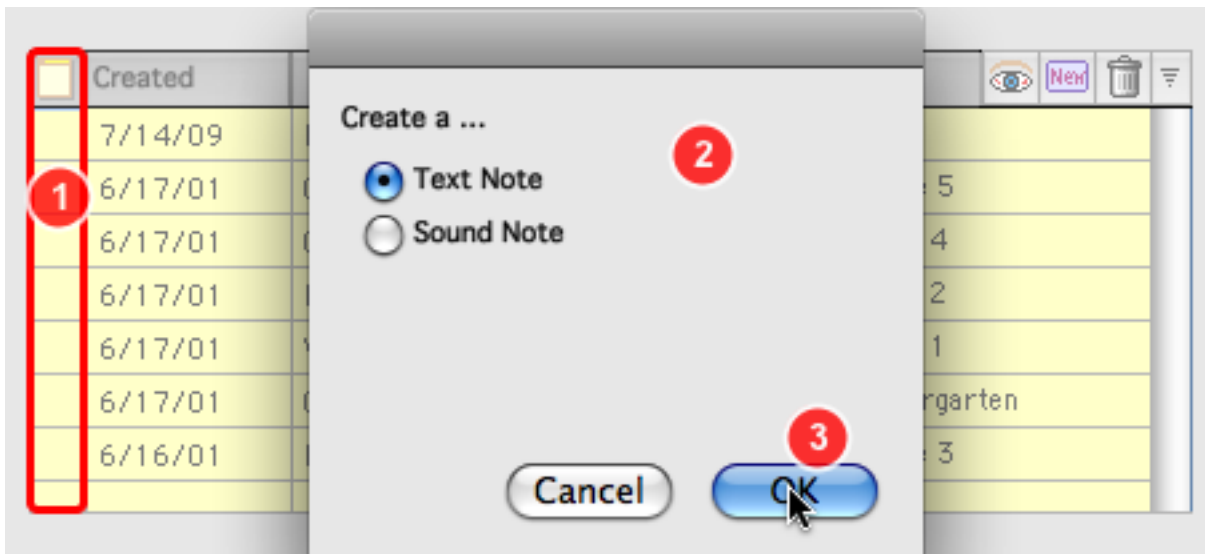 Created
New
7/14/09
6/17/01
5
6/17/01
4
6/17/01
2
6/17/01
1
6/17/01
rgarten
6/16/01
3
1
Create a ...
2
Text Note
Sound Note
3
Cancel
OK